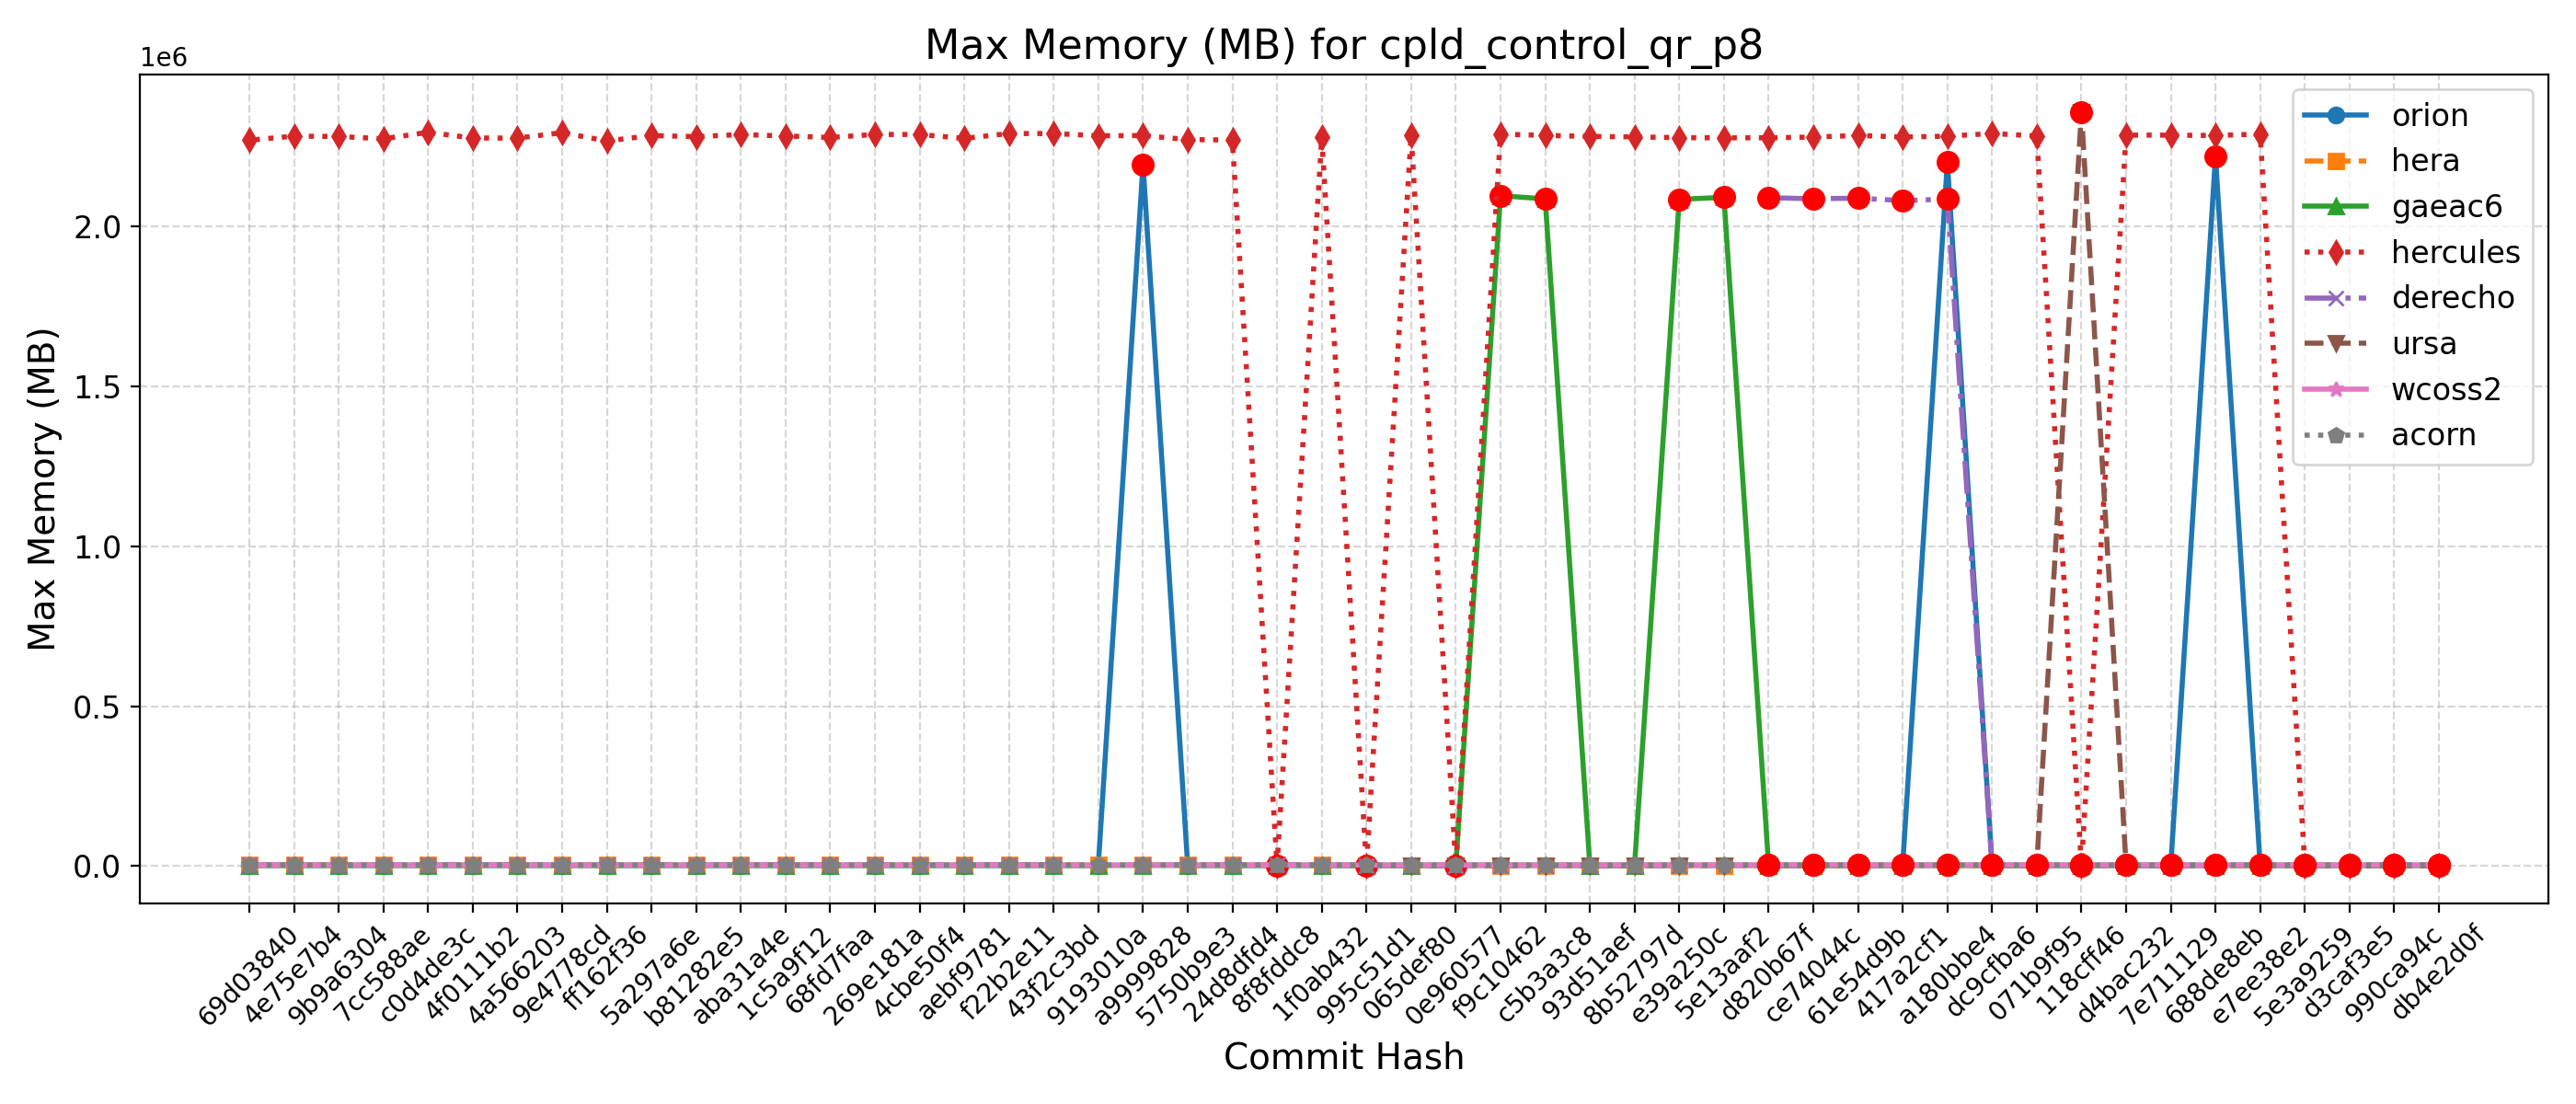 Max Memory (MB) for cpld_control_qr_p8
1e6
2.0
1.5
1.0
0.5
0.0
Max Memory (MB)
orion
hera
gaeac6
hercules
derecho
ursa
wcoss2
acorn
69d03840
4e75e7b4
9b9a6304
7cc588ae
c0d4de3c
4f0111b2
4a566203
9e4778cd
ff162f36
5a297a6e
b81282e5
aba31a4e
1c5a9f12
68fd7faa
269e181a
4cbe50f4
aebf9781
f22b2e11
43f2c3bd
9193010a
a9999828
5750b9e3
24d8dfd4
8f8fddc8
1f0ab432
995c51d1
065def80
0e960577
f9c10462
c5b3a3c8
93d51aef
8b52797d
e39a250c
5e13aaf2
d820b67f
ce74044c
61e54d9b
417a2cf1
a180bbe4
dc9cfba6
071b9f95
118cff46
d4bac232
7e711129
688de8eb
e7ee38e2
5e3a9259
d3caf3e5
990ca94c
db4e2d0f
Commit Hash